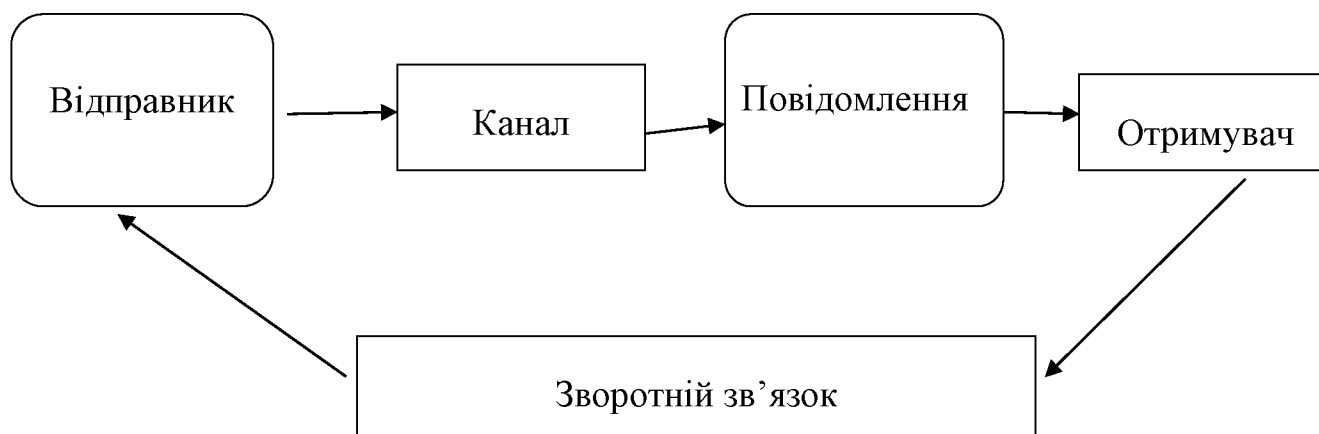 Відправник
Канал
Повідомлення
Отримувач
Зворотній зв’язок